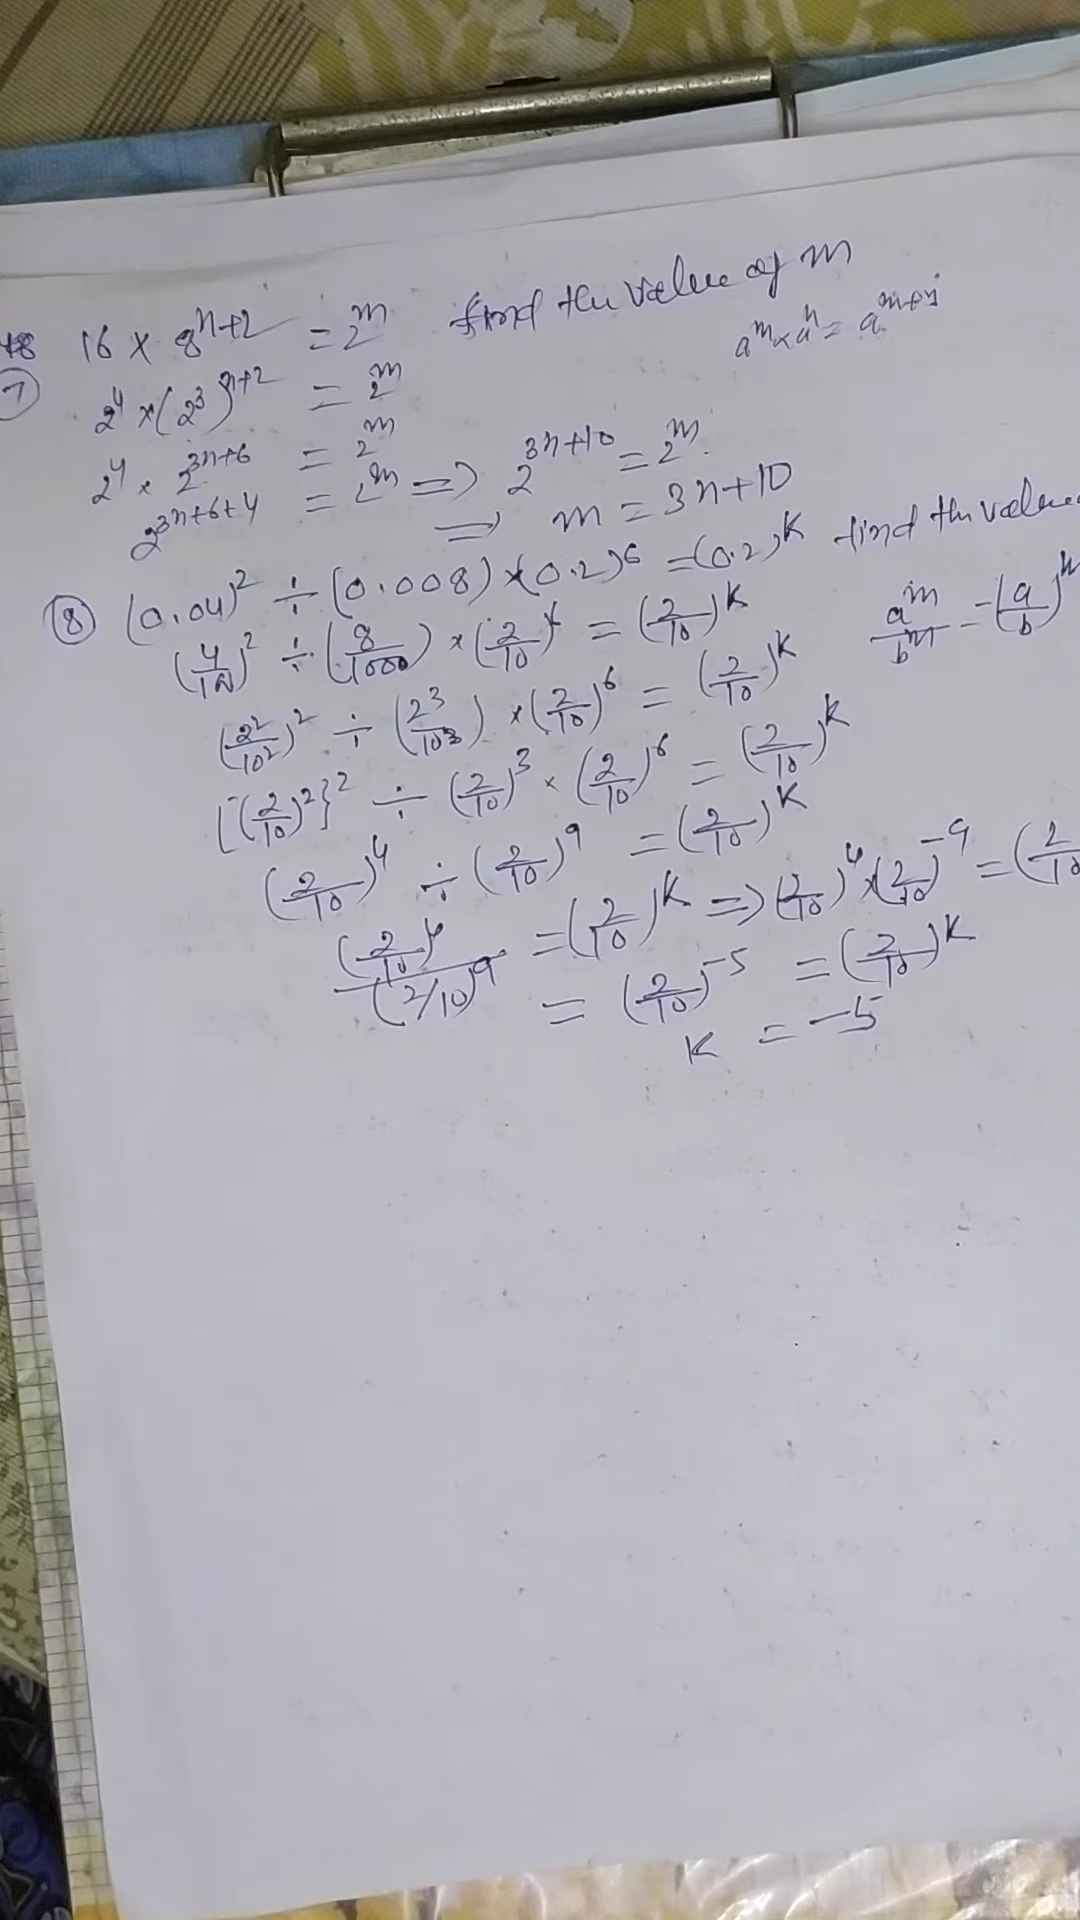 48 16 × 8^{n+2} = 2^m find the value of m
7 a^m × a^n = a^{m+n}
2^4 × (2^3)^{n+2} = 2^m
2^4 × 2^{3n+6} = 2^m
2^{3n+6+4} = 2^m ⇒ 2^{3n+10} = 2^m
⇒ m = 3n+10
8 (0.04)^2 ÷ (0.008) × (0.2)^6 = (0.2)^k find the value
(4/100)^2 ÷ (8/1000) × (2/10)^6 = (2/10)^k a^m/b^m = (a/b)^m
(2^2/10^2)^2 ÷ (2^3/10^3) × (2/10)^6 = (2/10)^k
[(2/10)^2}^2 ÷ (2/10)^3 × (2/10)^6 = (2/10)^k
(2/10)^4 ÷ (2/10)^9 = (2/10)^k
(2/10)^4/(2/10)^9 = (2/10)^k ⇒ (2/10)^4 × (2/10)^{-9} = (2/10
= (2/10)^{-5} = (2/10)^k
k = -5